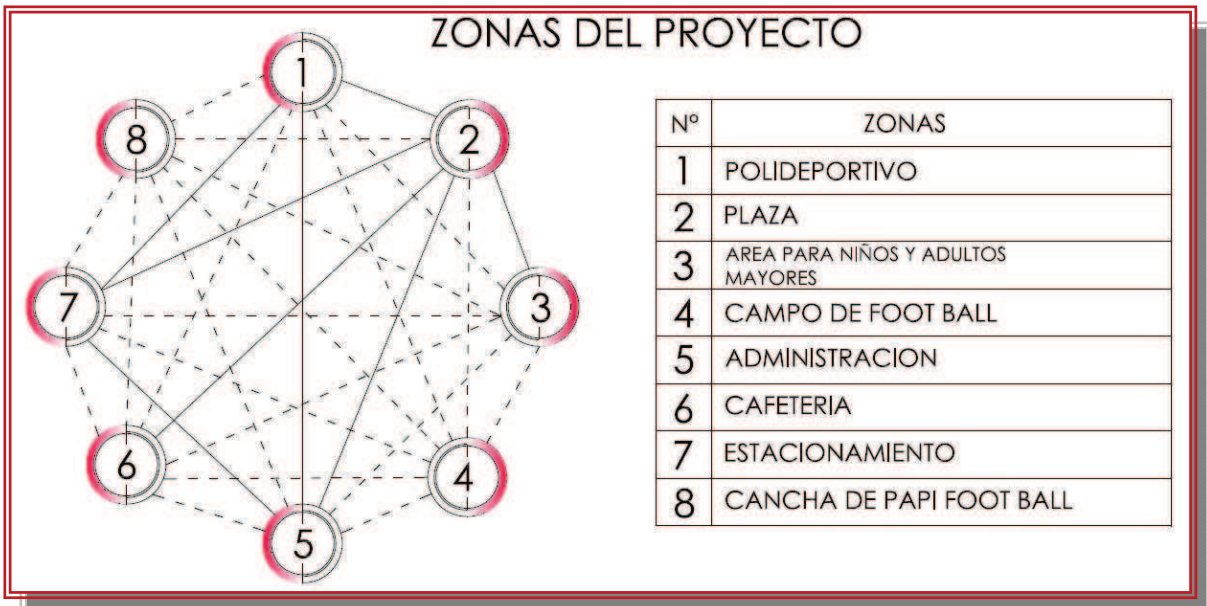 ZONAS DEL PROYECTO
1
2
3
4
5
6
7
8
Nº ZONAS
1 POLIDEPORTIVO
2 PLAZA
3 AREA PARA NIÑOS Y ADULTOS
MAYORES
4 CAMPO DE FOOT BALL
5 ADMINISTRACION
6 CAFETERIA
7 ESTACIONAMIENTO
8 CANCHA DE PAPI FOOT BALL